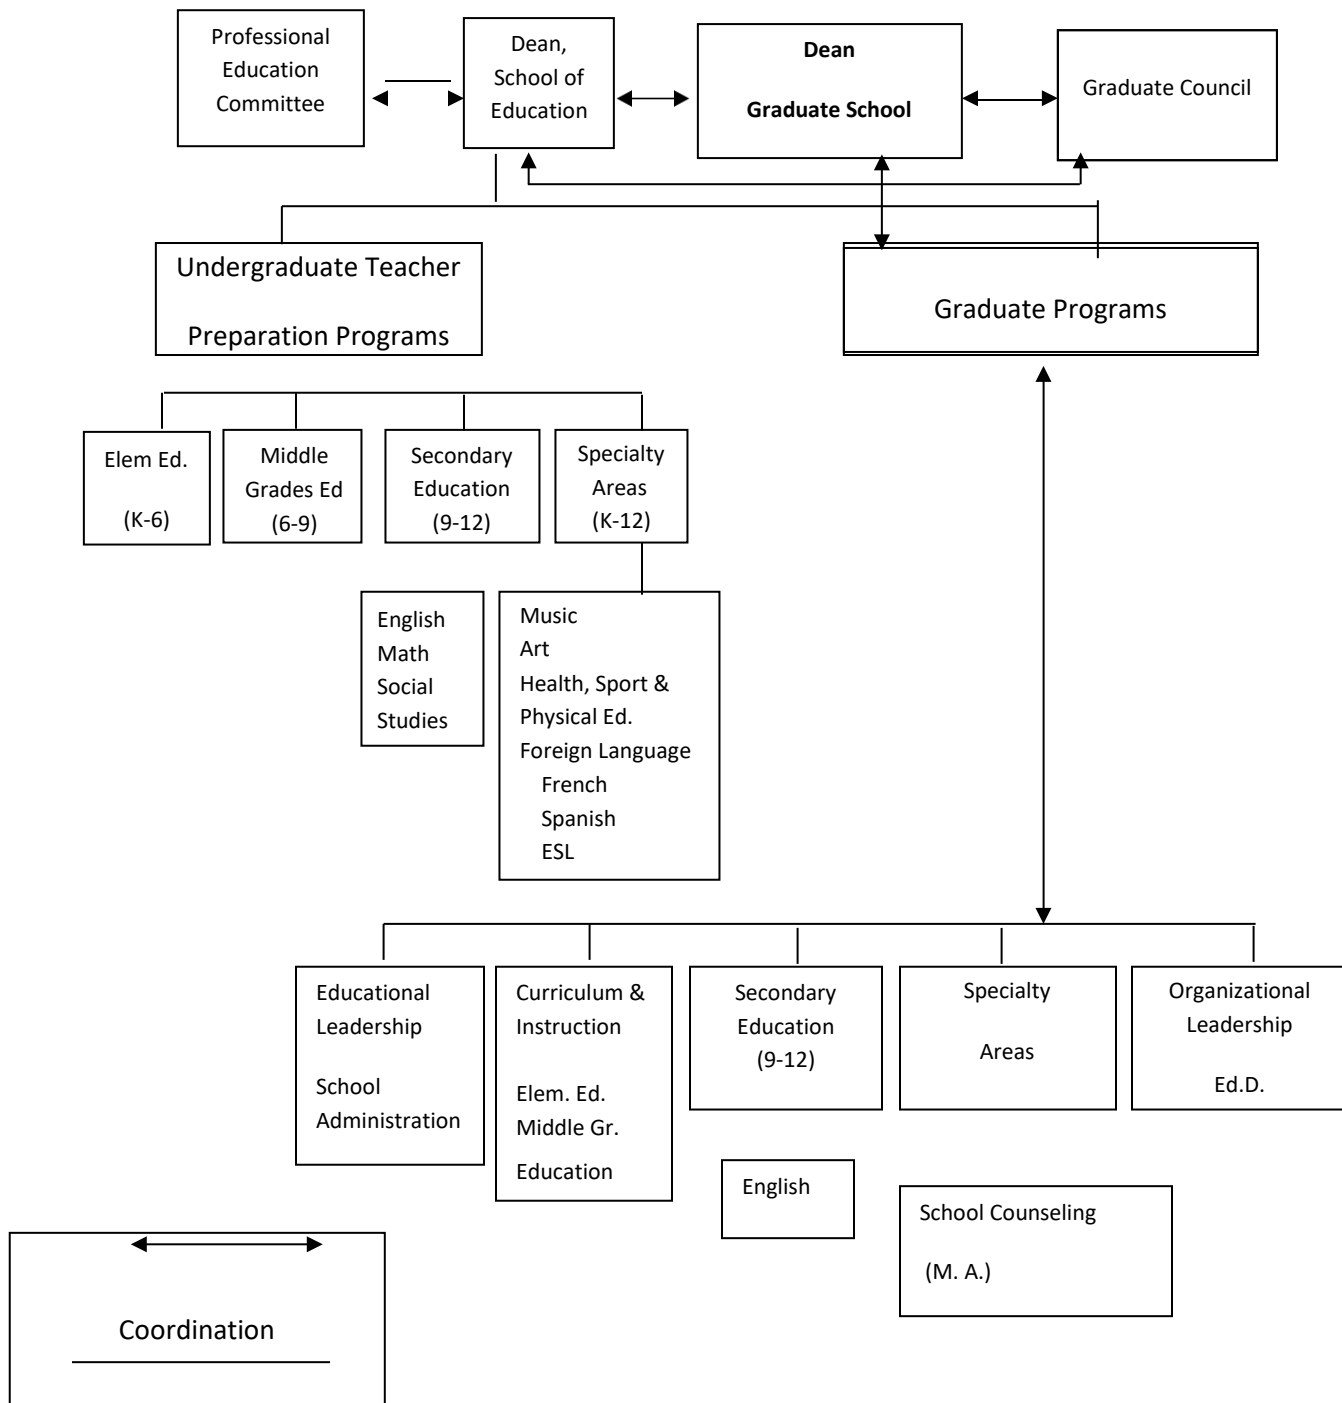 Professional
Education
Committee
Dean,
School of
Education
Dean
Graduate School
Graduate Council
Undergraduate Teacher
Preparation Programs
Graduate Programs
Elem Ed.
(K-6)
Middle
Grades Ed
(6-9)
Secondary
Education
(9-12)
Specialty
Areas
(K-12)
English
Math
Social
Studies
Music
Art
Health, Sport &
Physical Ed.
Foreign Language
French
Spanish
ESL
Educational
Leadership
School
Administration
Curriculum &
Instruction
Elem. Ed.
Middle Gr.
Education
Secondary
Education
(9-12)
Specialty
Areas
Organizational
Leadership
Ed.D.
English
School Counseling
(M. A.)
Coordination